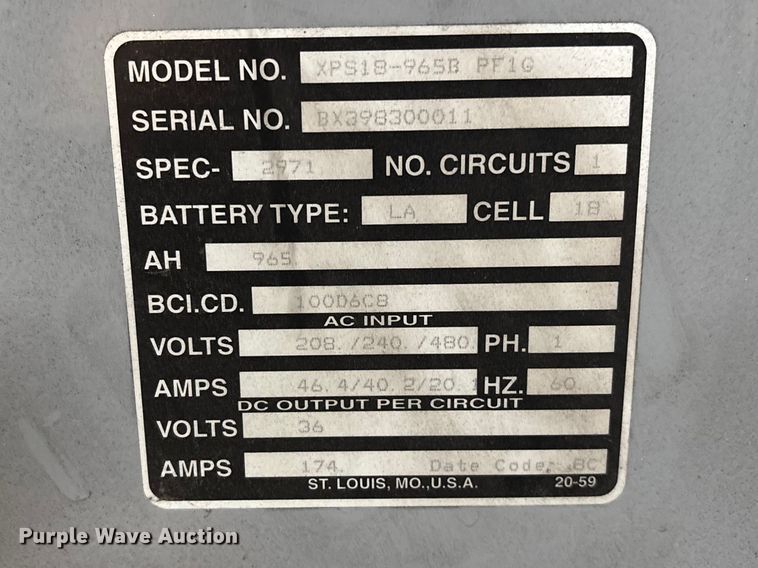 MODEL NO. XPS18-965B PF1G
SERIAL NO. BX398300011
SPEC- 2971 NO. CIRCUITS 1
BATTERY TYPE: LA CELL 18
AH 965
BCI.CD. 100D6C8
AC INPUT
VOLTS 208./240./480. PH. 1
AMPS 46.4/40.2/20.1 HZ. 60
DC OUTPUT PER CIRCUIT
VOLTS 36
AMPS 174. Date Code: BC
ST. LOUIS, MO.,U.S.A. 20-59
Purple Wave Auction